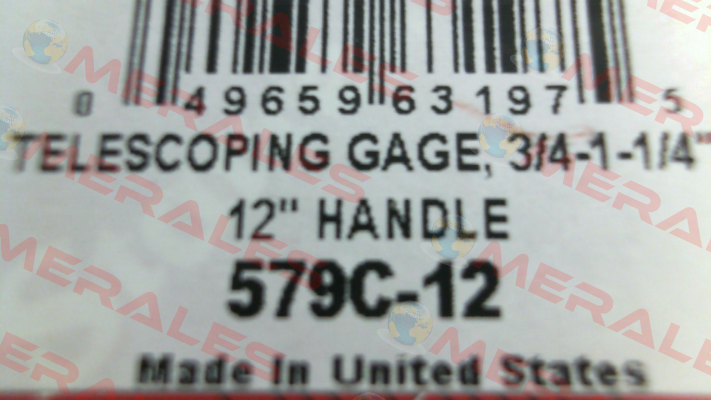 0 49659 63197 5
TELESCOPING GAGE, 3/4-1-1/4"
12" HANDLE
579C-12
Made In United States
OMERALES